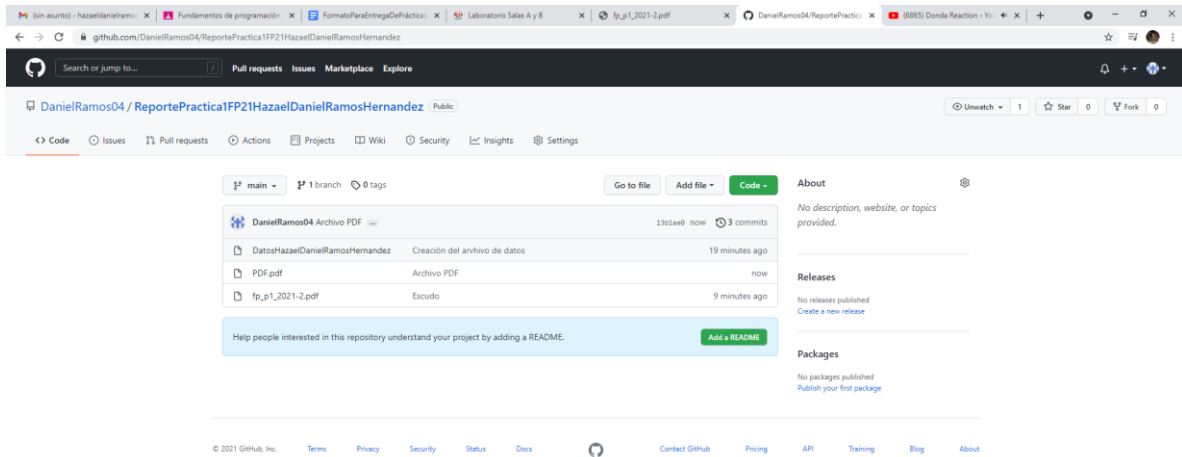 (sin asunto) - hazaeldanielramos
Fundamentos de programación
FormatoParaEntregaDePrácticas
Laboratorio Salas A y B
fp_p1_2021-2.pdf
DanielRamos04/ReportePractica
(6865) Donda Reaction - Yo
github.com/DanielRamos04/ReportePractica1FP21HazaelDanielRamosHernandez
Search or jump to... / Pull requests Issues Marketplace Explore
DanielRamos04 / ReportePractica1FP21HazaelDanielRamosHernandez Public
Unwatch 1 Star 0 Fork 0
Code Issues Pull requests Actions Projects Wiki Security Insights Settings
main 1 branch 0 tags Go to file Add file Code
DanielRamos04 Archivo PDF ... 13b1ae0 now 3 commits
DatosHazaelDanielRamosHernandez Creación del arvhivo de datos 19 minutes ago
PDF.pdf Archivo PDF now
fp_p1_2021-2.pdf Escudo 9 minutes ago
Help people interested in this repository understand your project by adding a README. Add a README
About
No description, website, or topics
provided.
Releases
No releases published
Create a new release
Packages
No packages published
Publish your first package
© 2021 GitHub, Inc. Terms Privacy Security Status Docs Contact GitHub Pricing API Training Blog About